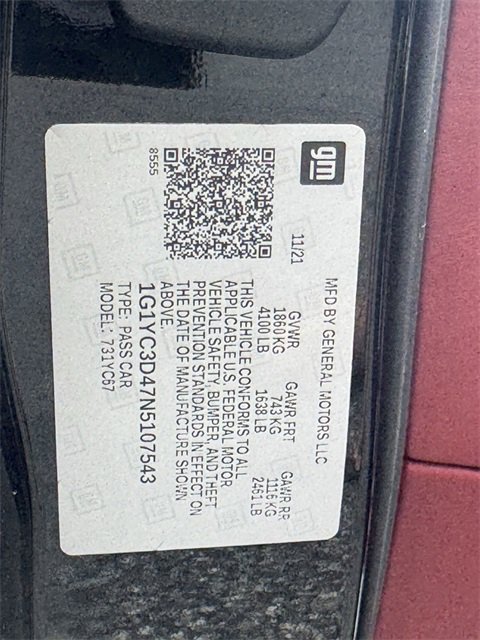 gm
MFD BY GENERAL MOTORS LLC
11/21
GVWR GAWR FRT GAWR RR
1860 KG 743 KG 1116 KG
4100 LB 1638 LB 2461 LB
THIS VEHICLE CONFORMS TO ALL
APPLICABLE U.S. FEDERAL MOTOR
VEHICLE SAFETY, BUMPER, AND THEFT
PREVENTION STANDARDS IN EFFECT ON
THE DATE OF MANUFACTURE SHOWN
ABOVE.
1G1YC3D47N5107543
TYPE: PASS CAR
MODEL: 731YC67
8555